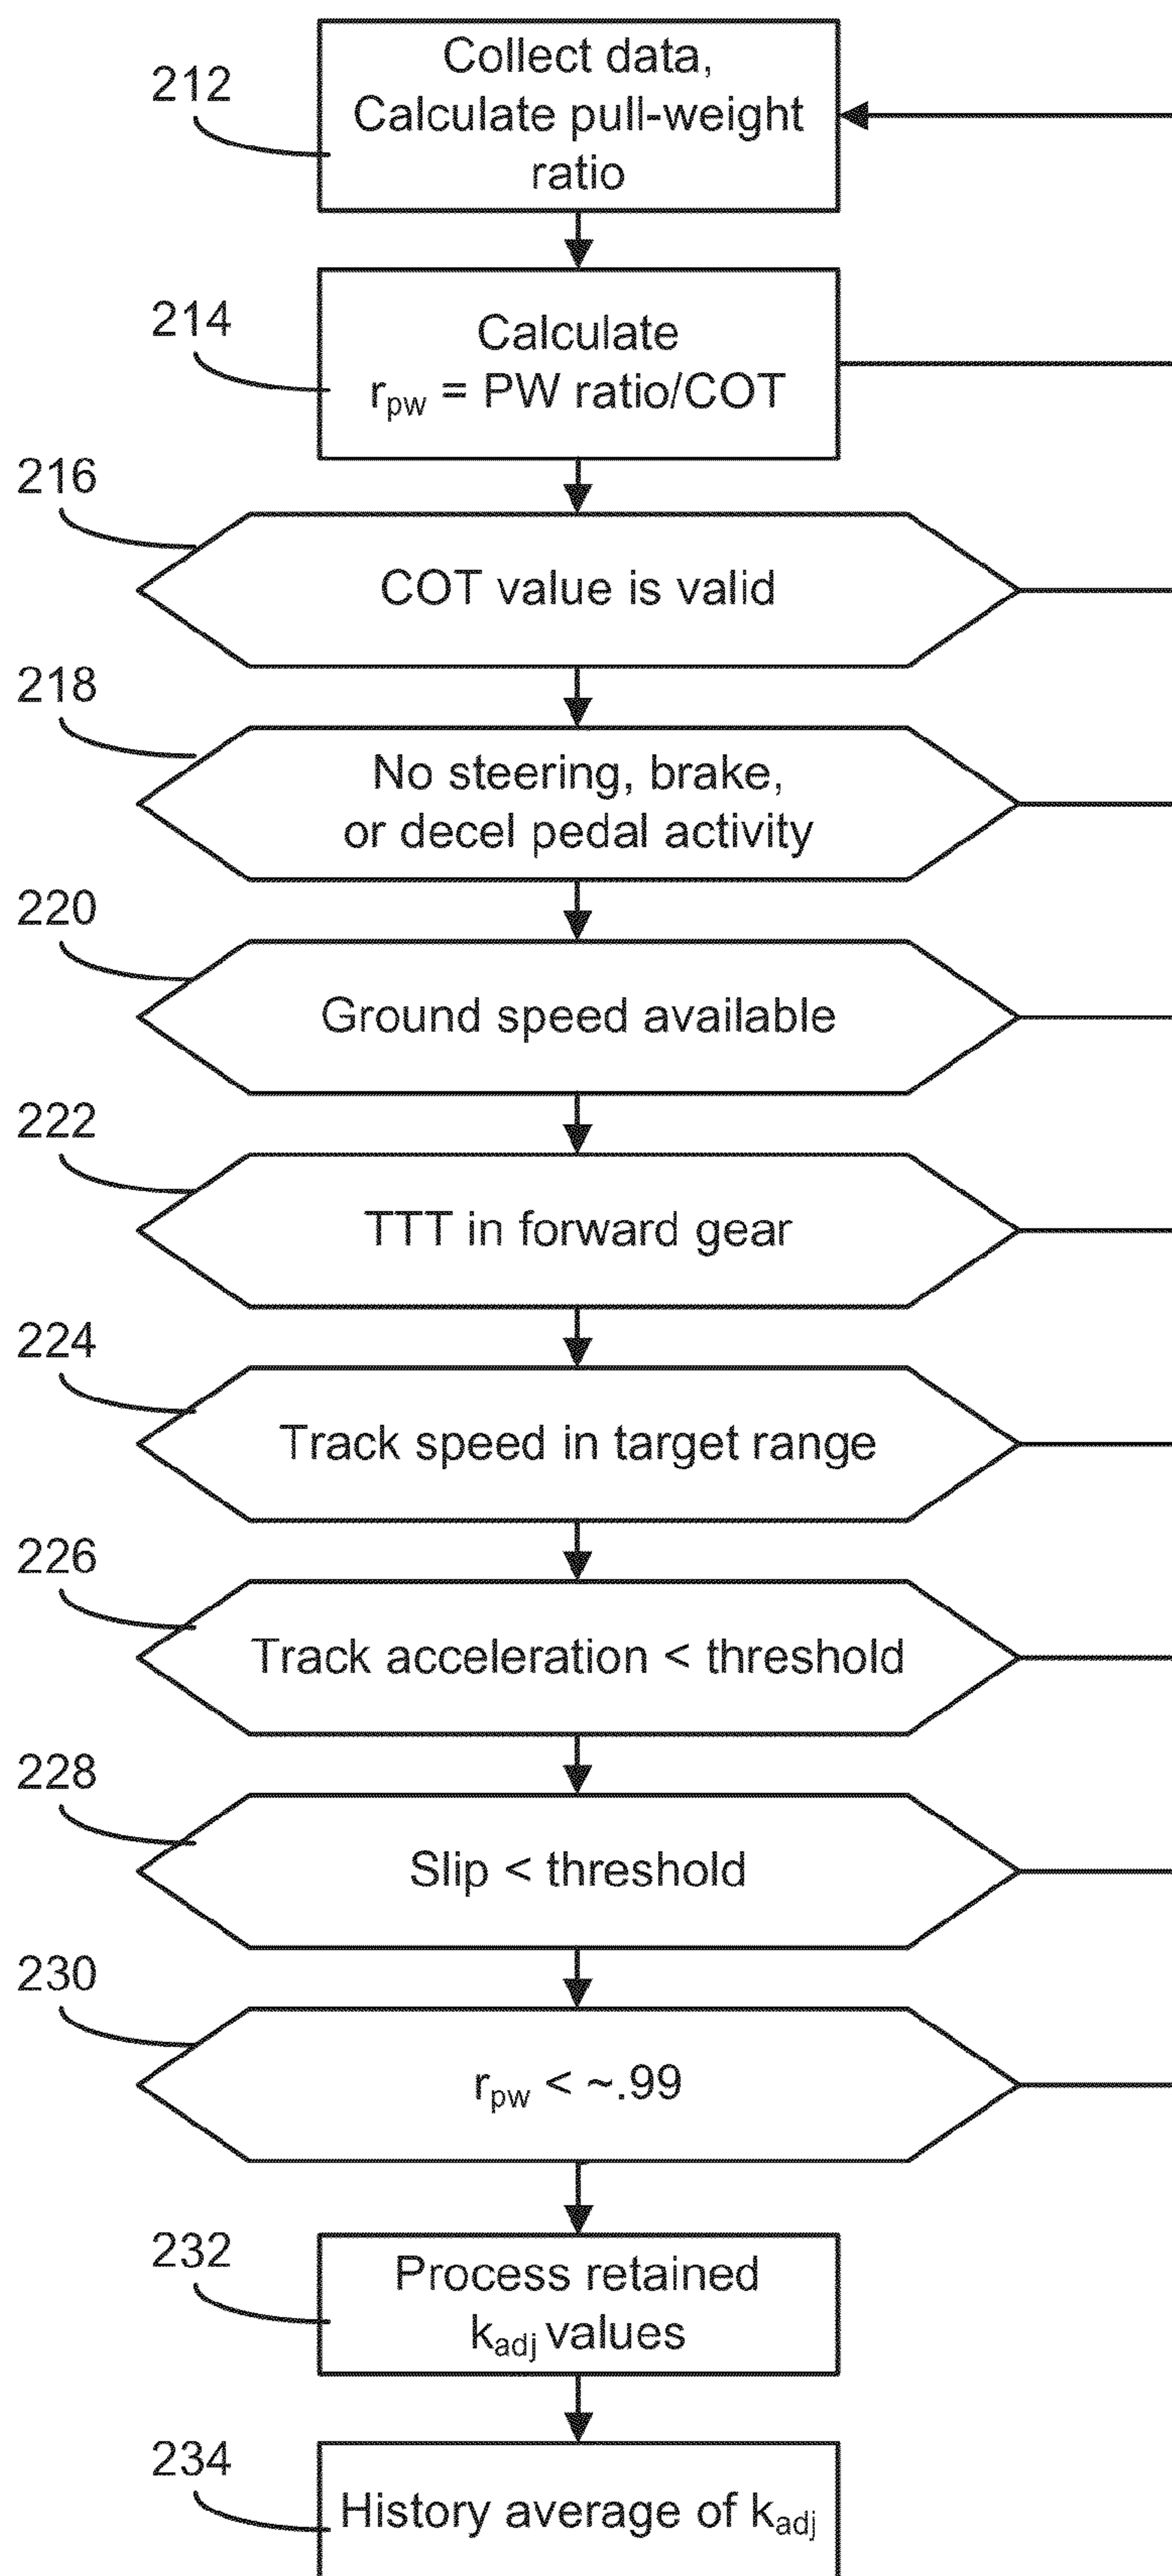 212
Collect data,
Calculate pull-weight
ratio
214
Calculate
rpw = PW ratio/COT
216
COT value is valid
218
No steering, brake,
or decel pedal activity
220
Ground speed available
222
TTT in forward gear
224
Track speed in target range
226
Track acceleration < threshold
228
Slip < threshold
230
rpw < ~.99
232
Process retained
kadj values
234
History average of kadj